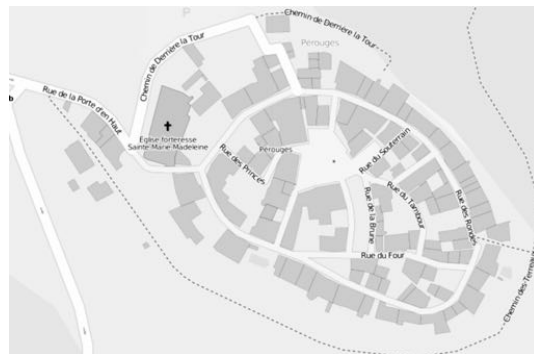 P
Chemin de Derrière la Tour
Pérouges
Chemin de Derrière la Tour
Rue de la Porte d'en Haut
b
Église forteresse
Sainte-Marie-Madeleine
Rue des Princes
Pérouges
Rue du Souterrain
Rue du Tambour
Rue de la Brune
Rue des Rondes
Rue du Four
Chemin des Terreaux